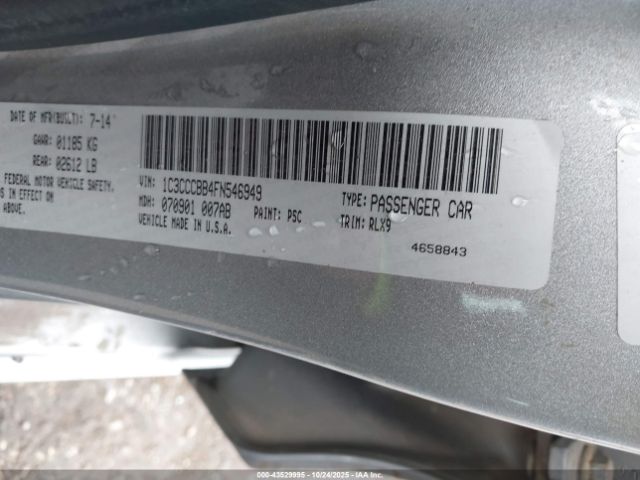 DATE OF MFR(BUILT): 7-14
GAWR: 01185 KG
REAR: 02612 LB
FEDERAL MOTOR VEHICLE SAFETY,
S IN EFFECT ON
ABOVE.
VIN: 1C3CCCBB4FN546949
TYPE: PASSENGER CAR
MDH: 070901 007AB
PAINT: PSC
TRIM: RLX9
VEHICLE MADE IN U.S.A.
4658843
000-43529995 - 10/24/2025 - IAA Inc.